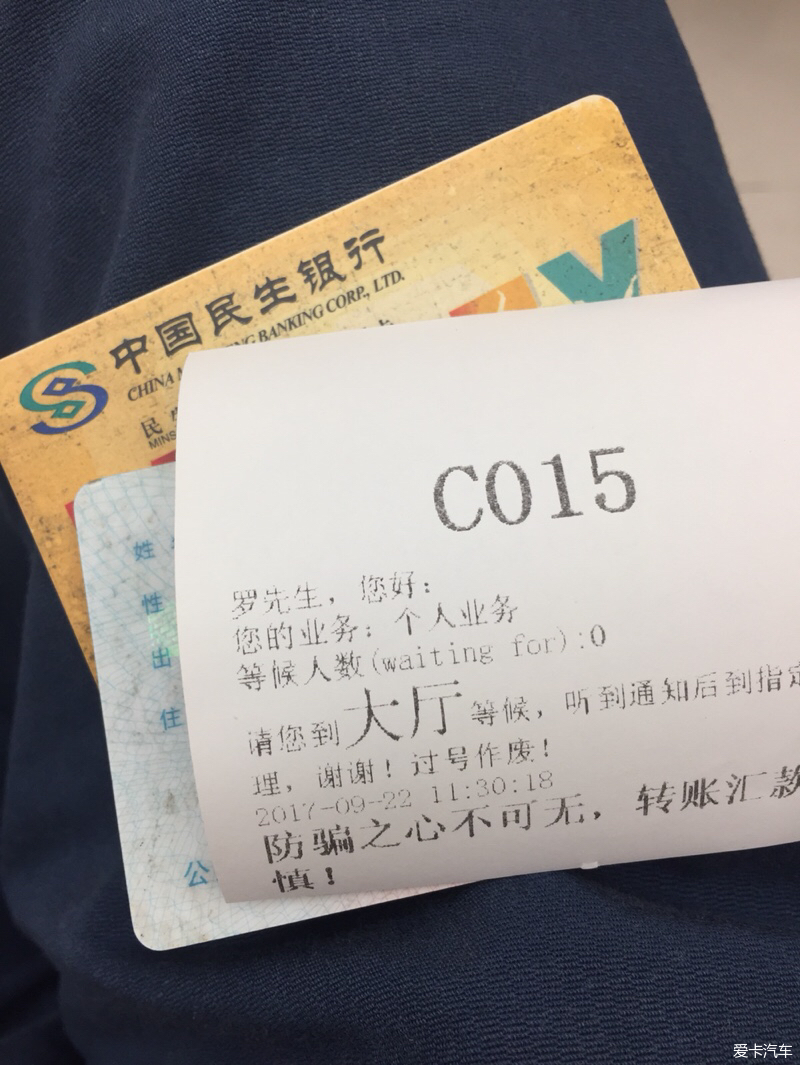 中国民生银行
CHINA M NG BANKING CORP., LTD.
民
MINS
姓
性
出
住
公
C015
罗先生，您好：
您的业务：个人业务
等候人数(waiting for):0
请您到大厅等候，听到通知后到指定
理，谢谢！过号作废！
2017-09-22 11:30:18
防骗之心不可无，转账汇款
慎！
爱卡汽车